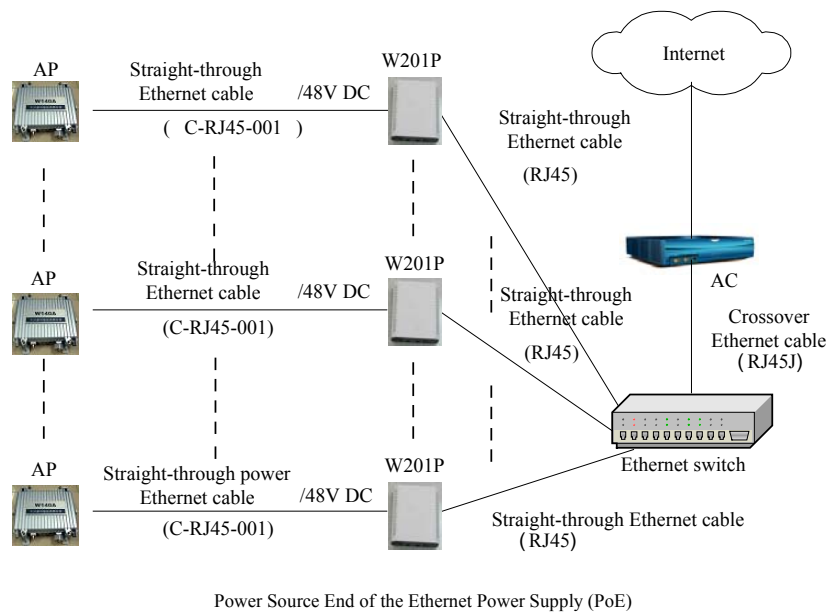 Internet
AP
Straight-through
Ethernet cable
/48V DC
( C-RJ45-001 )
W201P
W140A
Straight-through
Ethernet cable
(RJ45)
AC
AP
Straight-through
Ethernet cable
/48V DC
(C-RJ45-001)
W201P
W140A
Straight-through
Ethernet cable
(RJ45)
Crossover
Ethernet cable
(RJ45J)
Ethernet switch
AP
Straight-through power
Ethernet cable
/48V DC
(C-RJ45-001)
W201P
W140A
Straight-through Ethernet cable
(RJ45)
Power Source End of the Ethernet Power Supply (PoE)